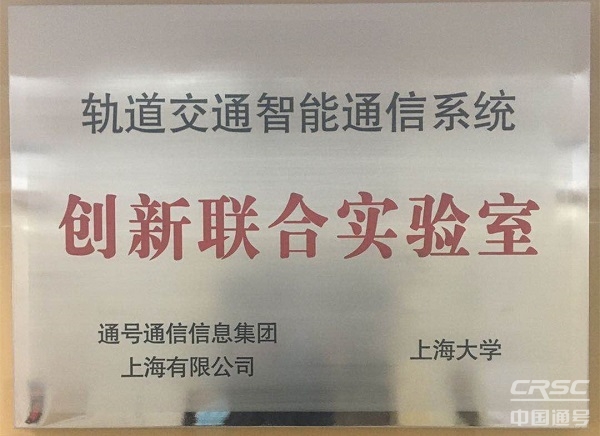 轨道交通智能通信系统
创新联合实验室
通号通信信息集团
上海有限公司
上海大学
CRSC
中国通号